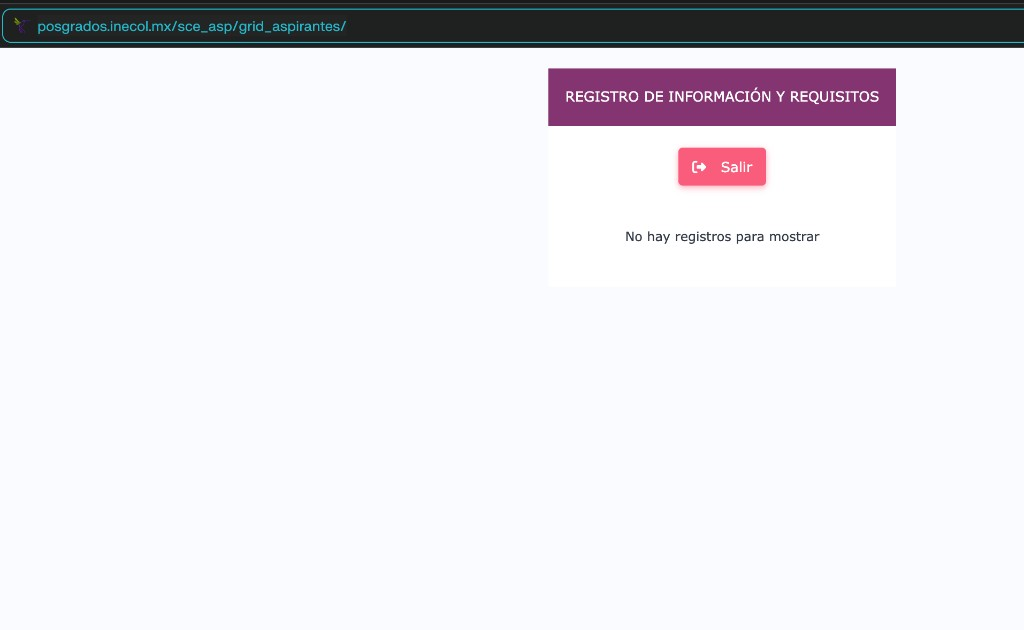 posgrados.inecol.mx/sce_asp/grid_aspirantes/
REGISTRO DE INFORMACIÓN Y REQUISITOS
Salir
No hay registros para mostrar